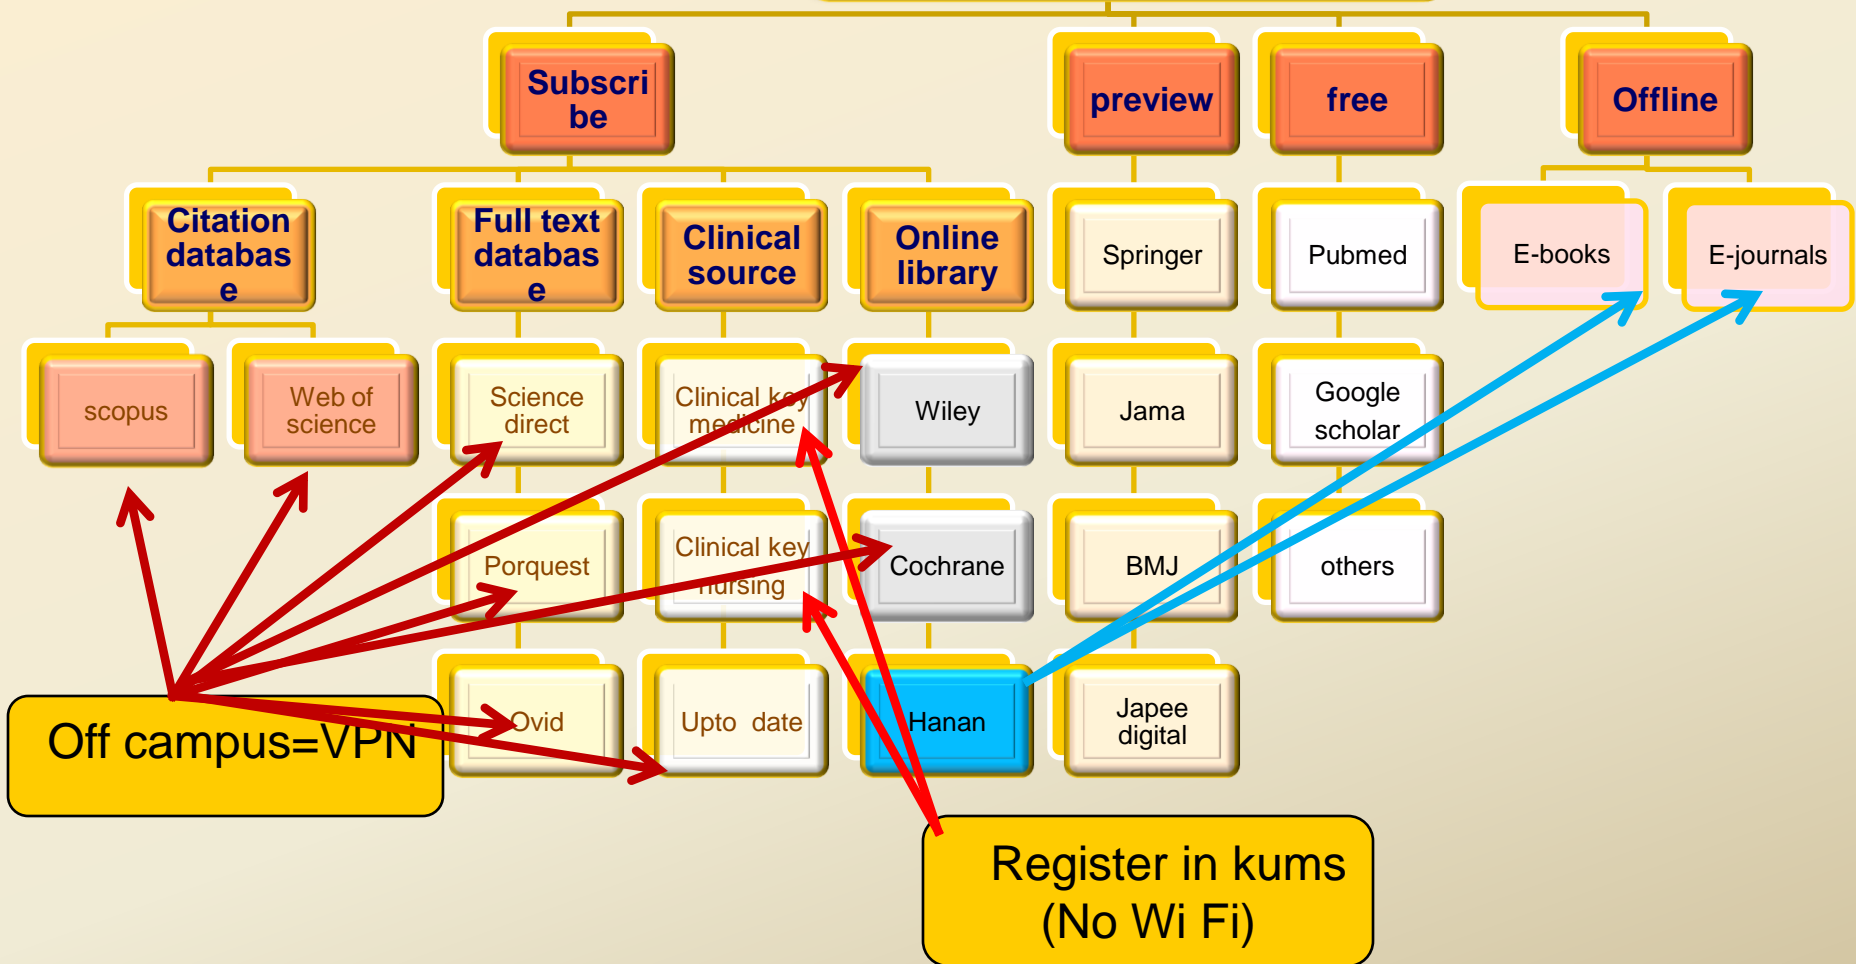 Subscri
be
preview
free
Offline
Citation
databas
e
Full text
databas
e
Clinical
source
Online
library
Springer
Pubmed
E-books
E-journals
scopus
Web of
science
Science
direct
Clinical key
medicine
Wiley
Jama
Google
scholar
Porquest
Clinical key
nursing
Cochrane
BMJ
others
Ovid
Upto date
Hanan
Japee
digital
Off campus=VPN
Register in kums
(No Wi Fi)